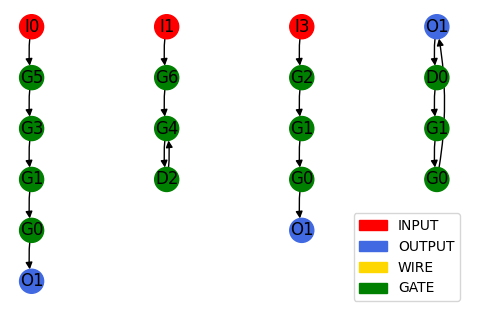 I0 I1 I3 O1
G5 G6 G2 D0
G3 G4 G1 G1
G1 D2 G0 G0
G0 O1
O1
INPUT
OUTPUT
WIRE
GATE